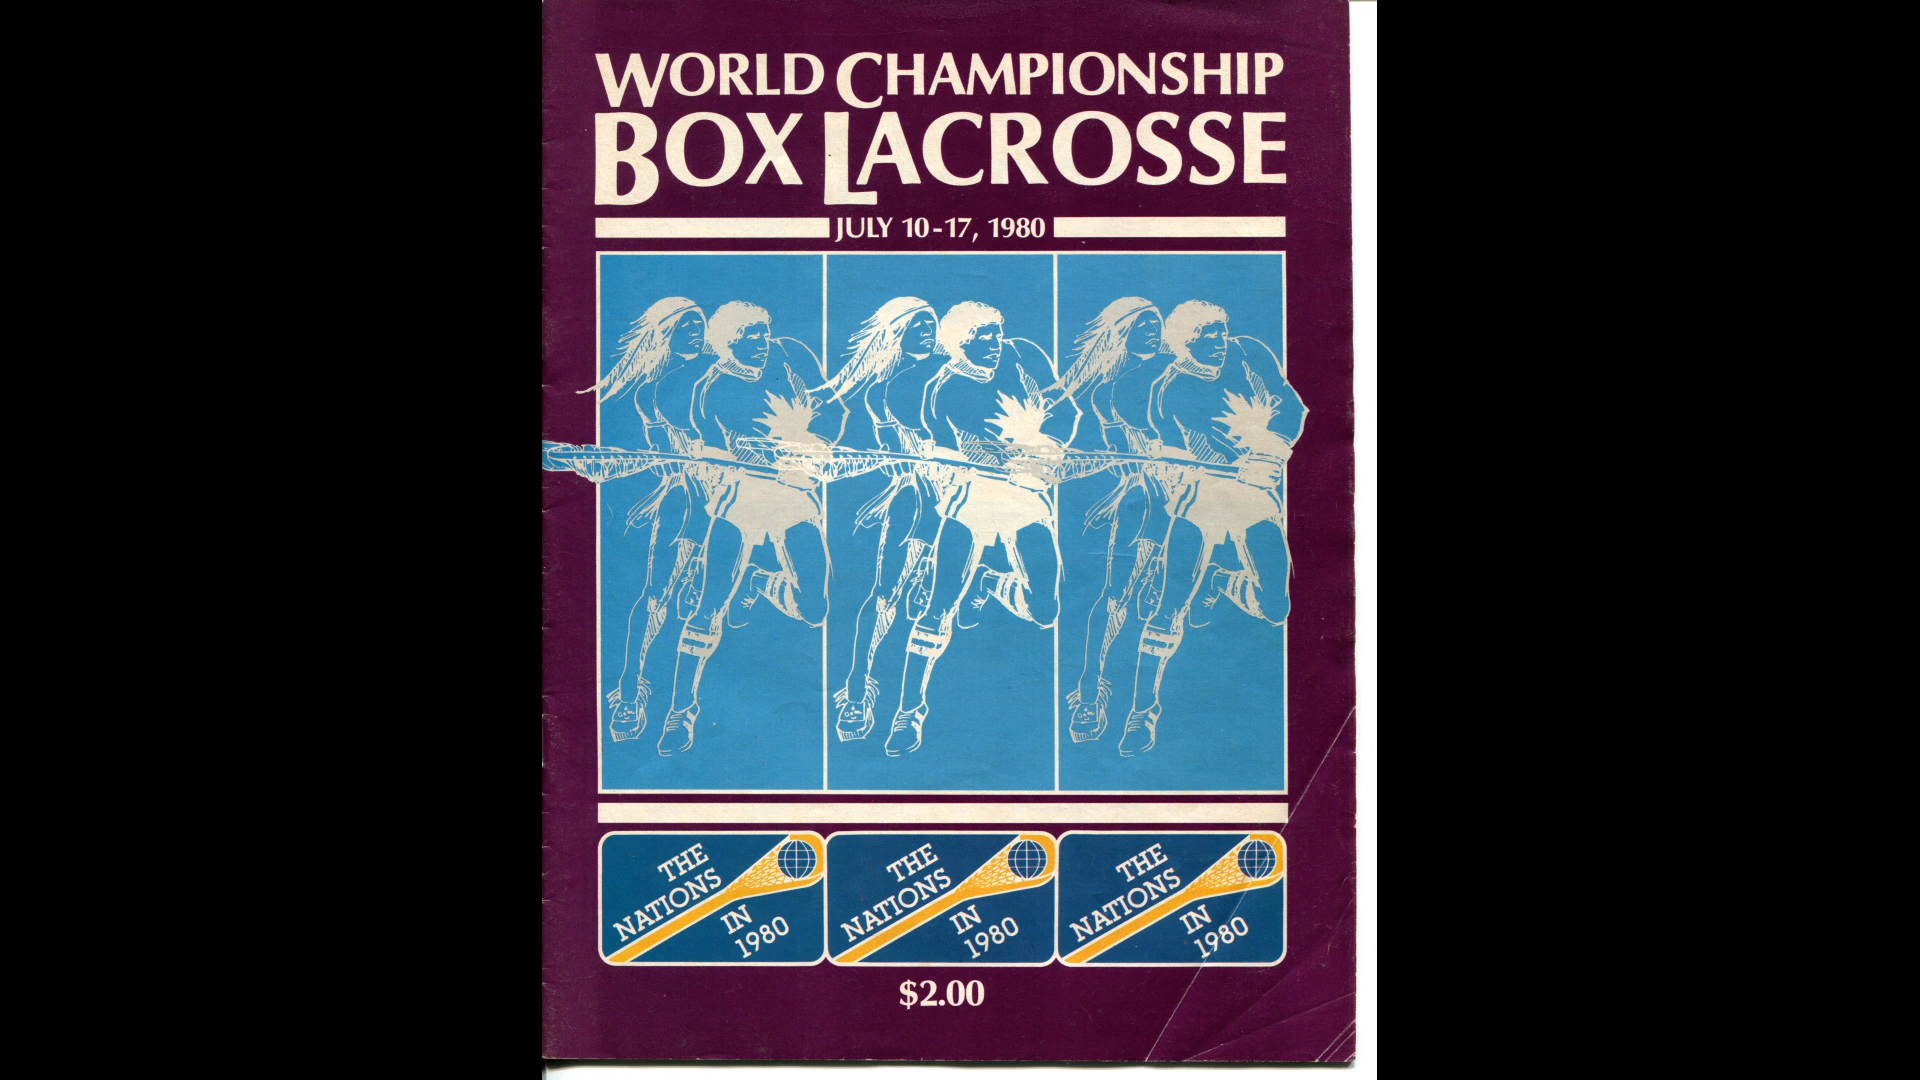 WORLD CHAMPIONSHIP
BOX LACROSSE
JULY 10-17, 1980
THE
NATIONS
IN
1980
THE
NATIONS
IN
1980
THE
NATIONS
IN
1980
$2.00